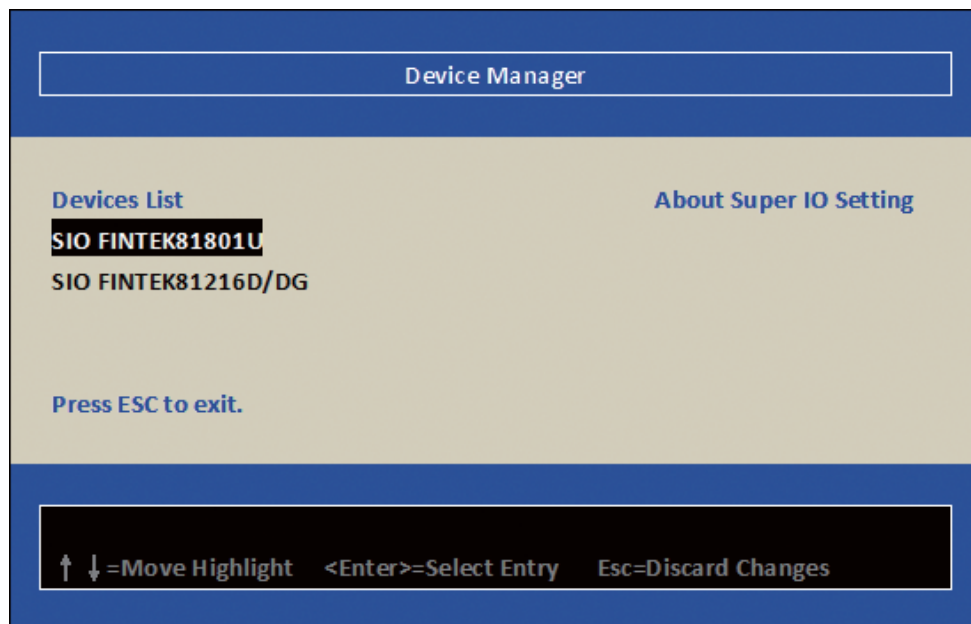 Device Manager
Devices List About Super IO Setting
SIO FINTEK81801U
SIO FINTEK81216D/DG
Press ESC to exit.
↑ ↓=Move Highlight <Enter>=Select Entry Esc=Discard Changes